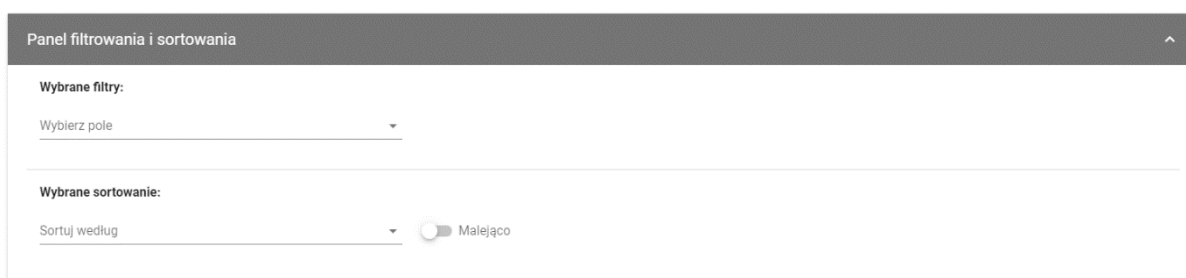 Panel filtrowania i sortowania
Wybrane filtry:
Wybierz pole
Wybrane sortowanie:
Sortuj według Malejąco